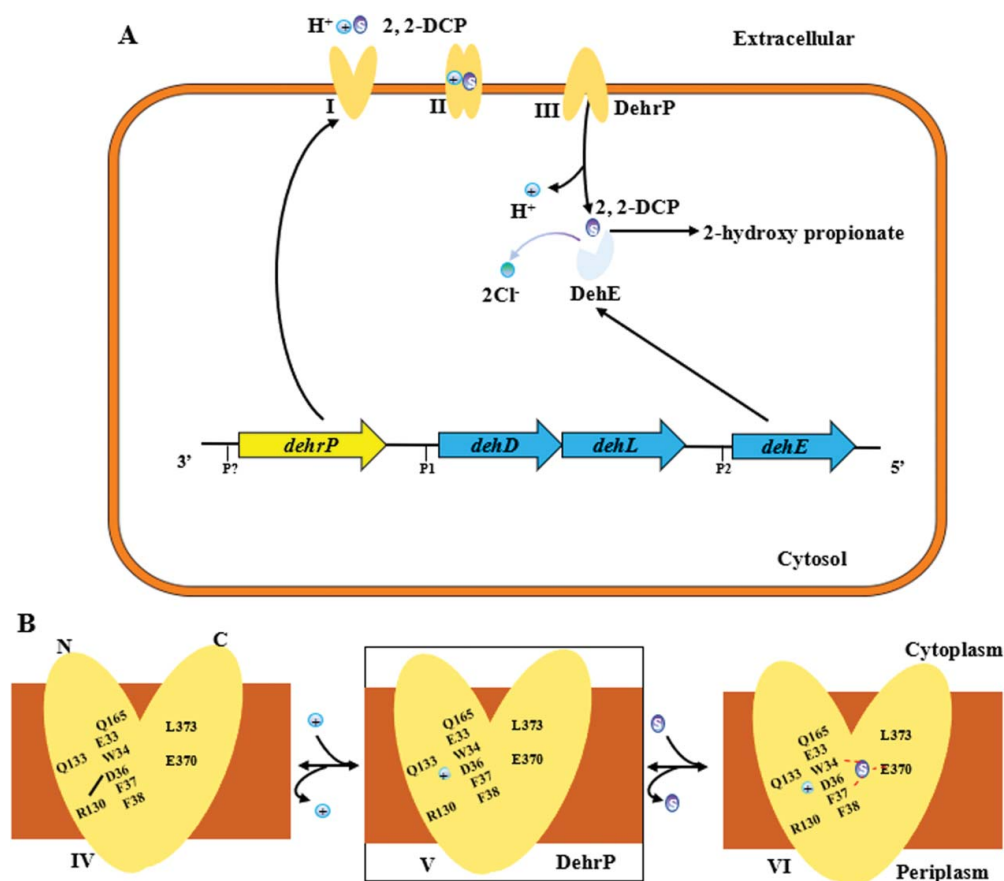 A
H+ + S 2, 2-DCP
Extracellular
+ S
I
II
III
DehrP
+
H+
2, 2-DCP
S
2-hydroxy propionate
2Cl-
DehE
dehrP
dehD
dehL
dehE
3'
P?
P1
P2
5'
Cytosol
B
N
C
Q165
E33
L373
Q133
W34
D36
E370
F37
R130
F38
IV
+
+
Q165
E33
L373
Q133
W34
+
D36
E370
F37
R130
F38
V
DehrP
S
S
Cytoplasm
Q165
E33
L373
Q133
W34
S
E370
+
D36
F37
R130
F38
VI
Periplasm